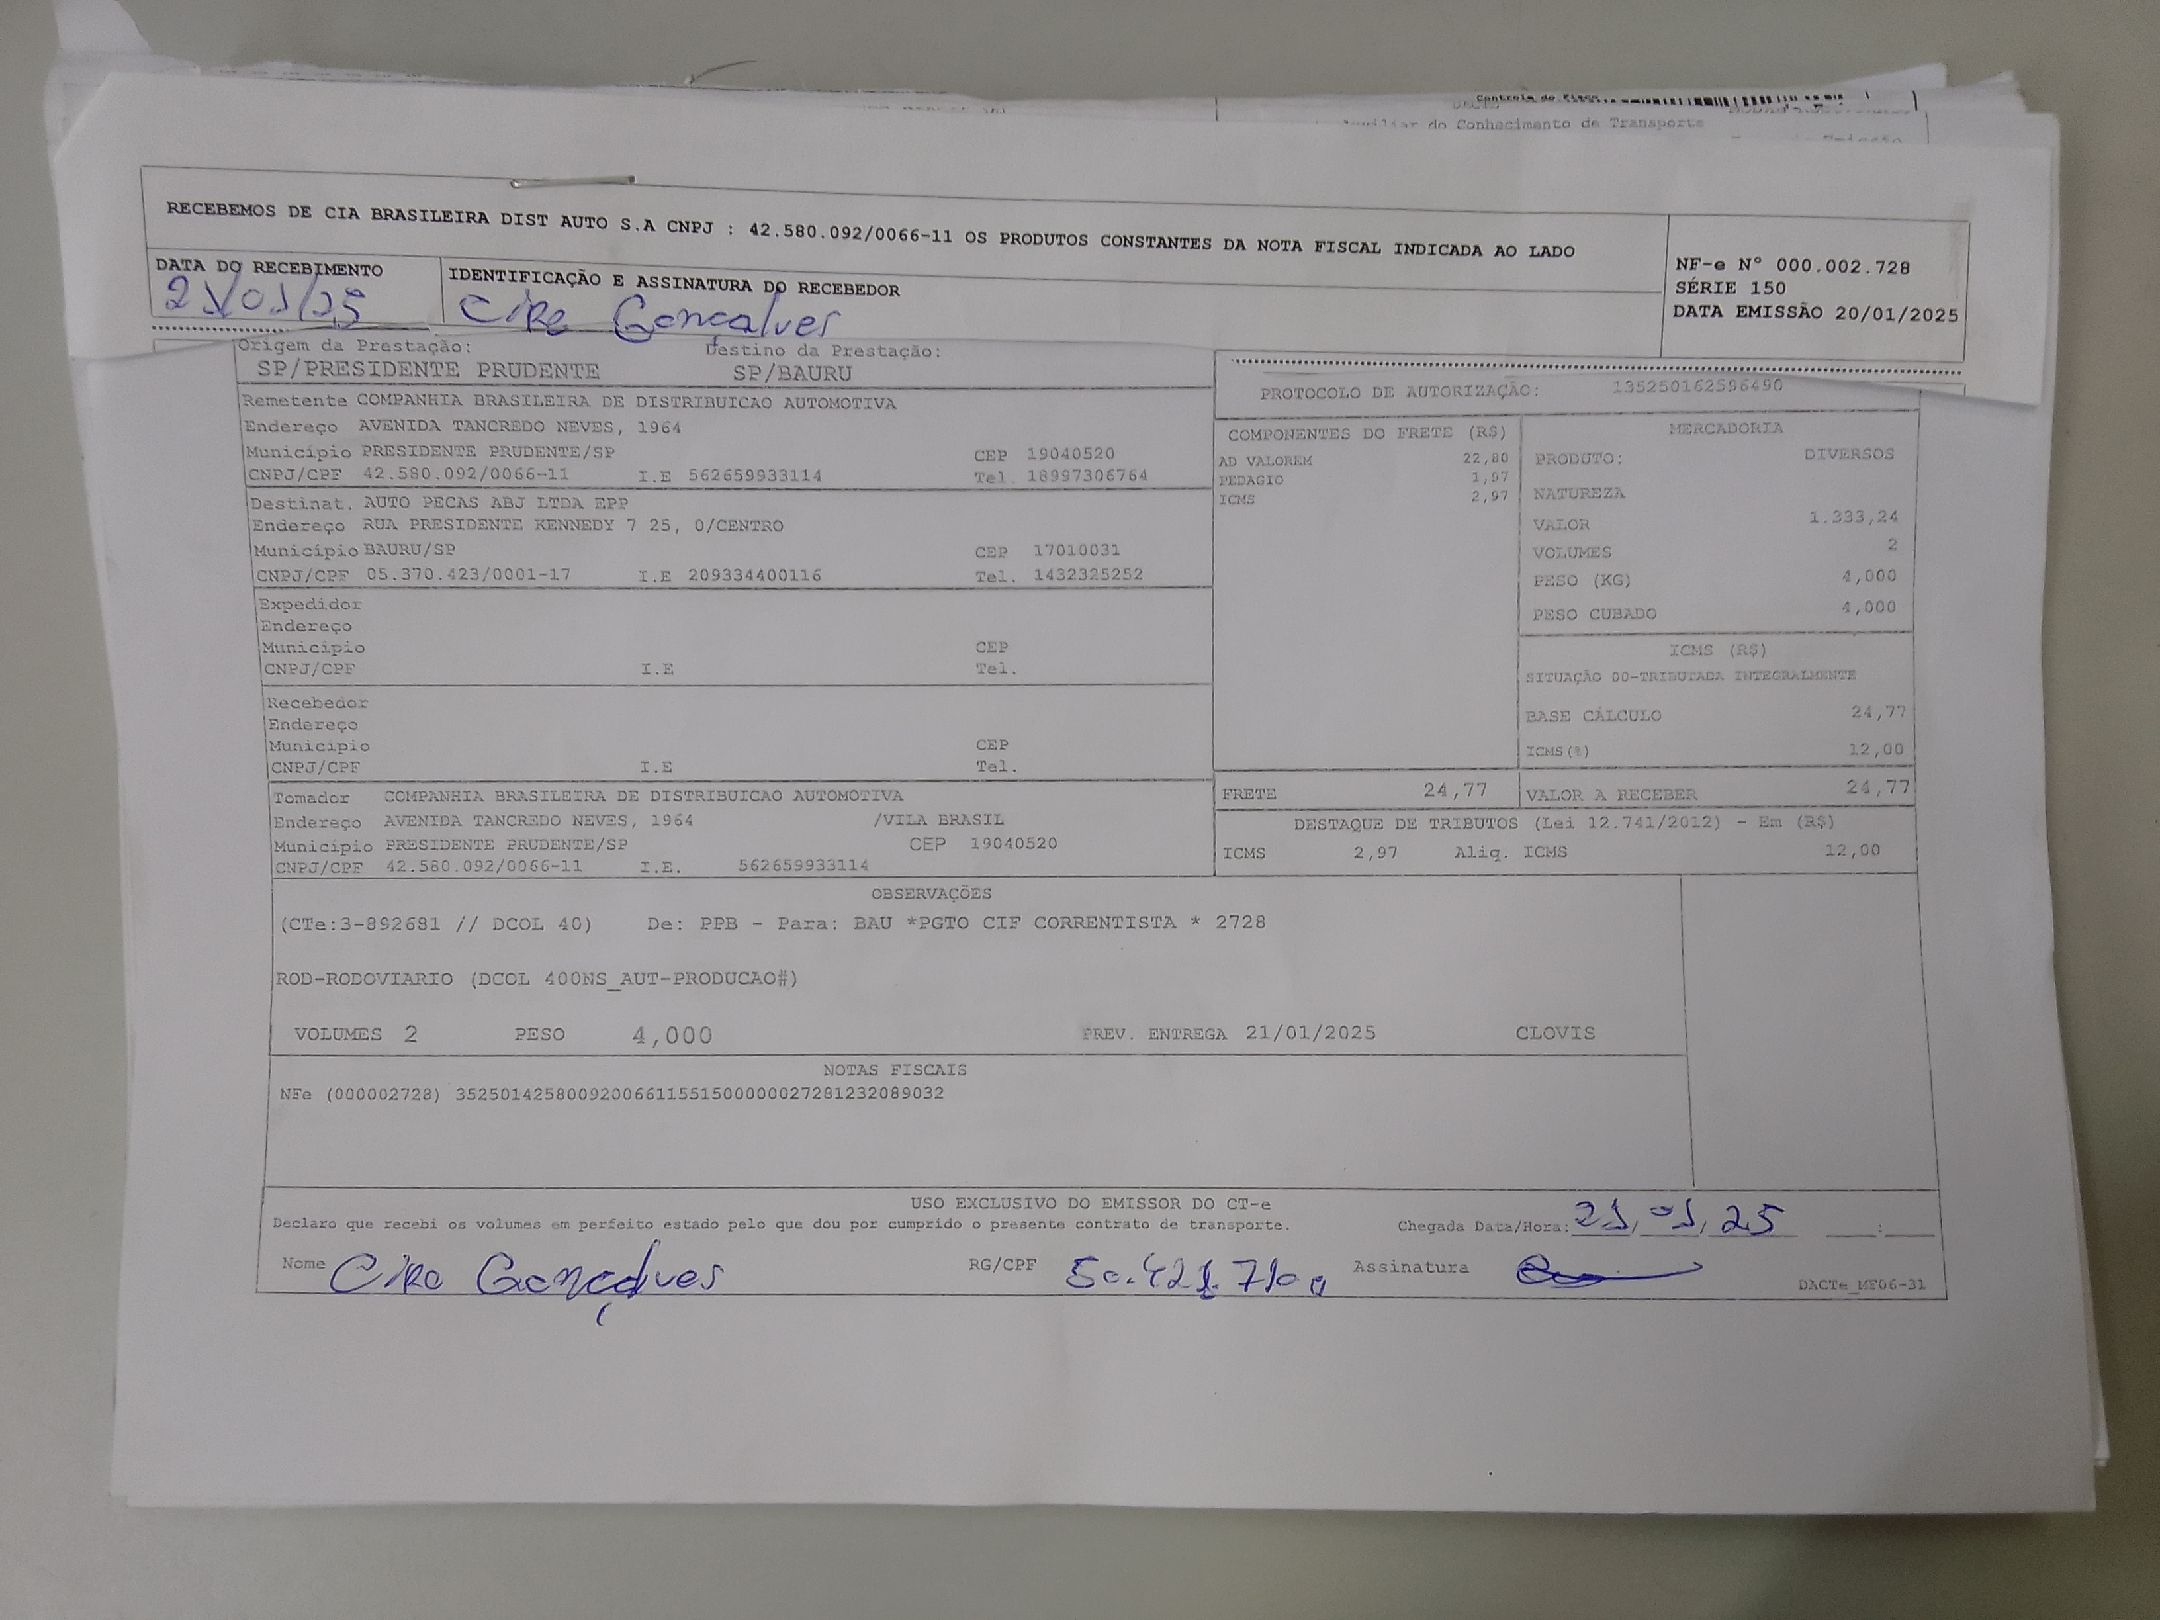 Controle do Fisco
Auxiliar do Conhecimento de Transporte
RECEBEMOS DE CIA BRASILEIRA DIST AUTO S.A CNPJ : 42.580.092/0066-11 OS PRODUTOS CONSTANTES DA NOTA FISCAL INDICADA AO LADO
NF-e N° 000.002.728
SÉRIE 150
DATA EMISSÃO 20/01/2025
DATA DO RECEBIMENTO
21/01/25
IDENTIFICAÇÃO E ASSINATURA DO RECEBEDOR
Ciro Gonçalves
Origem da Prestação: Destino da Prestação:
SP/PRESIDENTE PRUDENTE SP/BAURU
PROTOCOLO DE AUTORIZAÇÃO: 135250162596490
Remetente COMPANHIA BRASILEIRA DE DISTRIBUICAO AUTOMOTIVA
Endereço AVENIDA TANCREDO NEVES, 1964
Município PRESIDENTE PRUDENTE/SP CEP 19040520
CNPJ/CPF 42.580.092/0066-11 I.E 562659933114 Tel. 18997306764
Destinat. AUTO PECAS ABJ LTDA EPP
Endereço RUA PRESIDENTE KENNEDY 7 25, 0/CENTRO
Município BAURU/SP CEP 17010031
CNPJ/CPF 05.370.423/0001-17 I.E 209334400116 Tel. 1432325252
Expedidor
Endereço
Município CEP
CNPJ/CPF I.E Tel.
Recebedor
Endereço
Município CEP
CNPJ/CPF I.E Tel.
Tomador COMPANHIA BRASILEIRA DE DISTRIBUICAO AUTOMOTIVA
Endereço AVENIDA TANCREDO NEVES, 1964 /VILA BRASIL
Município PRESIDENTE PRUDENTE/SP CEP 19040520
CNPJ/CPF 42.580.092/0066-11 I.E. 562659933114
COMPONENTES DO FRETE (R$)
AD VALOREM 22,80
PEDAGIO 1,97
ICMS 2,97
MERCADORIA
PRODUTO: DIVERSOS
NATUREZA
VALOR 1.333,24
VOLUMES 2
PESO (KG) 4,000
PESO CUBADO 4,000
ICMS (R$)
SITUAÇÃO 00-TRIBUTADA INTEGRALMENTE
BASE CÁLCULO 24,77
ICMS(%) 12,00
FRETE 24,77 VALOR A RECEBER 24,77
DESTAQUE DE TRIBUTOS (Lei 12.741/2012) - Em (R$)
ICMS 2,97 Aliq. ICMS 12,00
OBSERVAÇÕES
(CTe:3-892681 // DCOL 40) De: PPB - Para: BAU *PGTO CIF CORRENTISTA * 2728
ROD-RODOVIARIO (DCOL 400NS_AUT-PRODUCAO#)
VOLUMES 2 PESO 4,000 PREV. ENTREGA 21/01/2025 CLOVIS
NOTAS FISCAIS
NFe (000002728) 35250142580092006611551500000027281232089032
USO EXCLUSIVO DO EMISSOR DO CT-e
Declaro que recebi os volumes em perfeito estado pelo que dou por cumprido o presente contrato de transporte. Chegada Data/Hora: 21, 01, 25 :
Nome Ciro Gonçalves RG/CPF Assinatura
DACTe_MF06-31